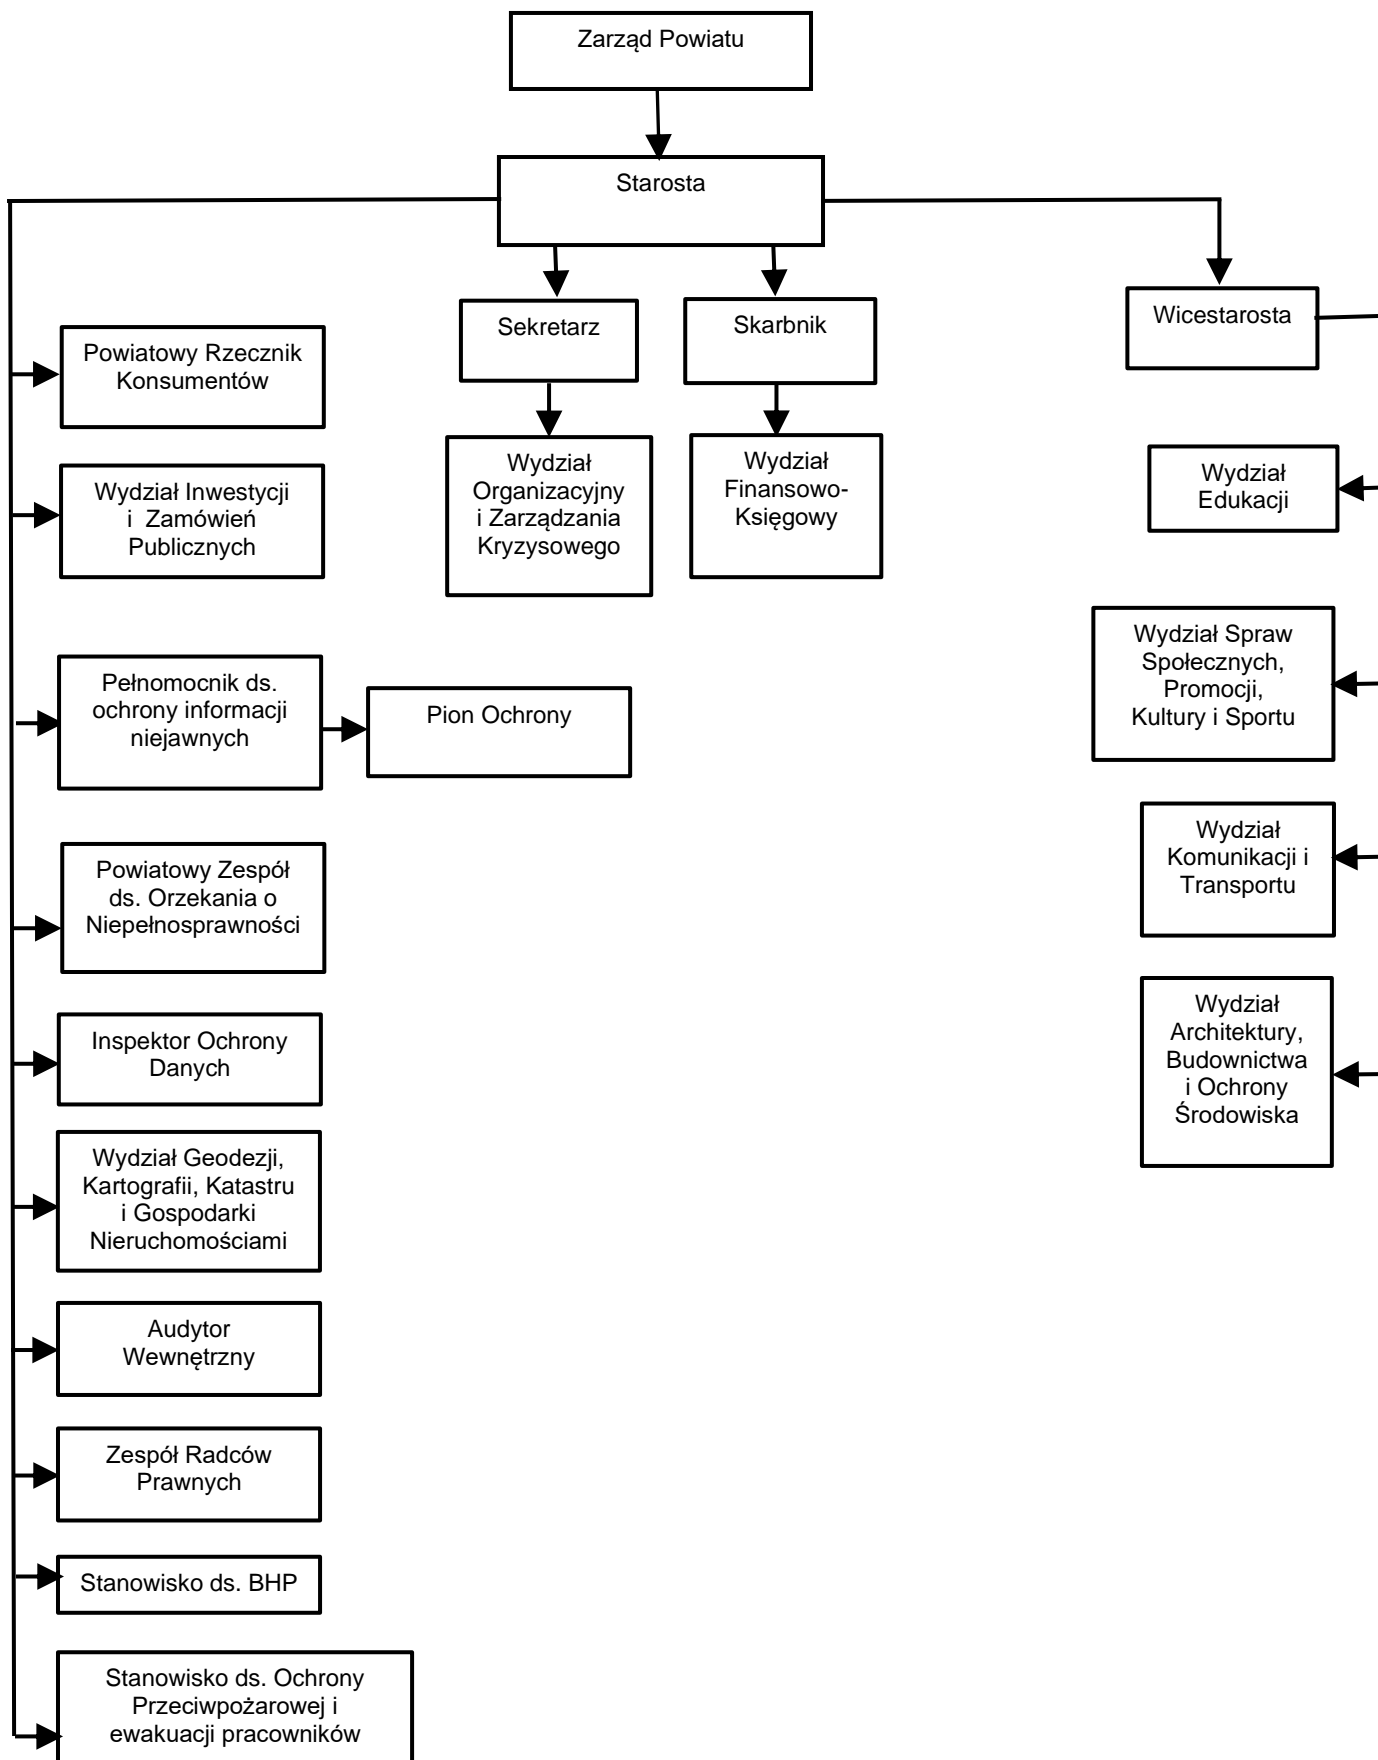 Zarząd Powiatu
Starosta
Sekretarz
Skarbnik
Wicestarosta
Powiatowy Rzecznik
Konsumentów
Wydział Inwestycji
i Zamówień
Publicznych
Wydział
Organizacyjny
i Zarządzania
Kryzysowego
Wydział
Finansowo-
Księgowy
Wydział
Edukacji
Pełnomocnik ds.
ochrony informacji
niejawnych
Pion Ochrony
Wydział Spraw
Społecznych,
Promocji,
Kultury i Sportu
Powiatowy Zespół
ds. Orzekania o
Niepełnosprawności
Wydział
Komunikacji i
Transportu
Inspektor Ochrony
Danych
Wydział
Architektury,
Budownictwa
i Ochrony
Środowiska
Wydział Geodezji,
Kartografii, Katastru
i Gospodarki
Nieruchomościami
Audytor
Wewnętrzny
Zespół Radców
Prawnych
Stanowisko ds. BHP
Stanowisko ds. Ochrony
Przeciwpożarowej i
ewakuacji pracowników